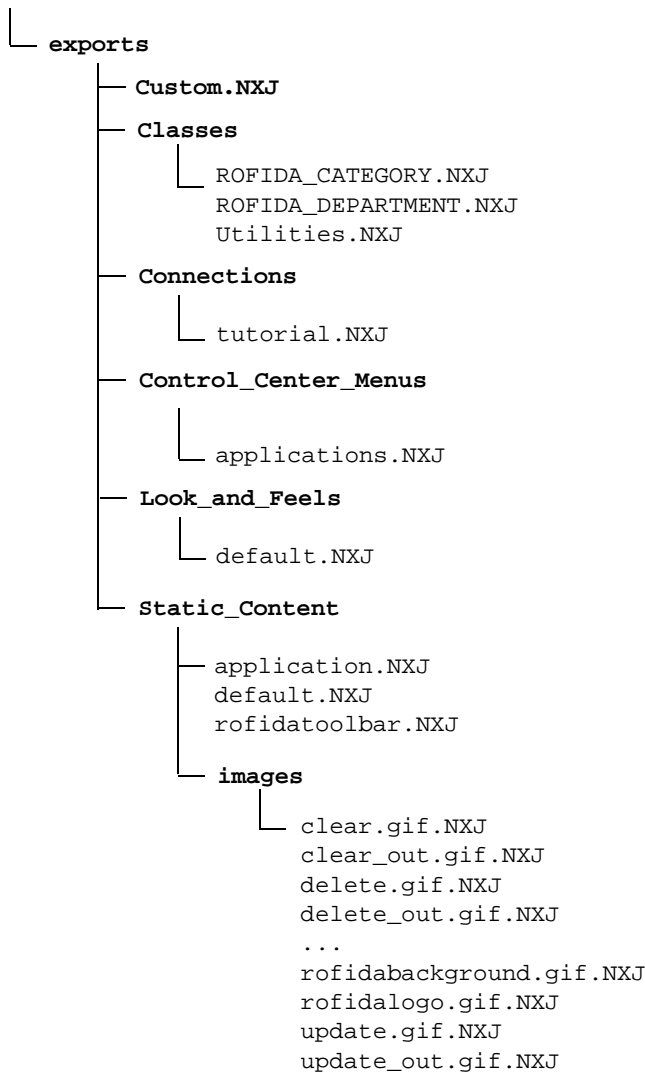 exports
Custom.NXJ
Classes
ROFIDA_CATEGORY.NXJ
ROFIDA_DEPARTMENT.NXJ
Utilities.NXJ
Connections
tutorial.NXJ
Control_Center_Menus
applications.NXJ
Look_and_Feels
default.NXJ
Static_Content
application.NXJ
default.NXJ
rofidatoolbar.NXJ
images
clear.gif.NXJ
clear_out.gif.NXJ
delete.gif.NXJ
delete_out.gif.NXJ
...
rofidabackground.gif.NXJ
rofidalogo.gif.NXJ
update.gif.NXJ
update_out.gif.NXJ